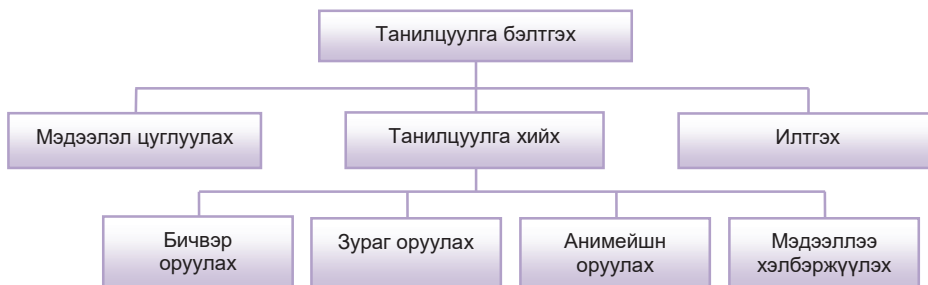 Танилцуулга бэлтгэх
Мэдээлэл цуглуулах
Танилцуулга хийх
Илтгэх
Бичвэр
оруулах
Зураг оруулах
Анимейшн
оруулах
Мэдээллээ
хэлбэржүүлэх